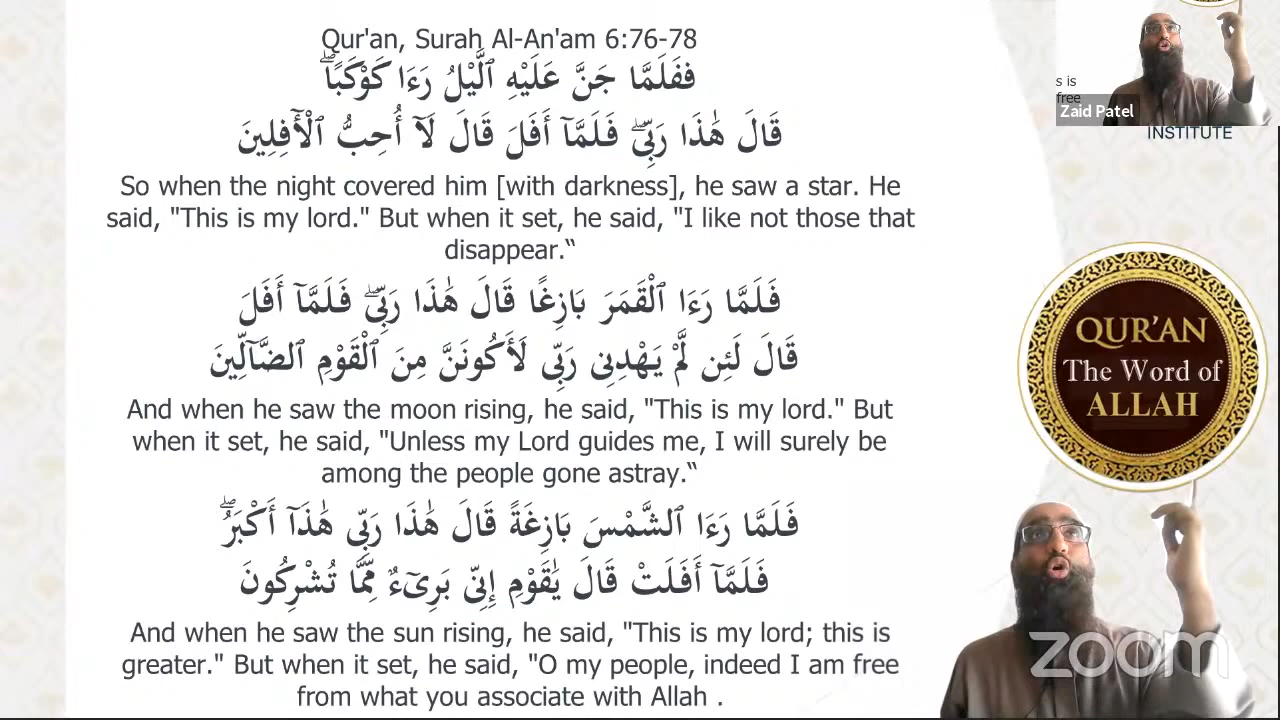 Qur'an, Surah Al-An'am 6:76-78
فَفَلَمَّا جَنَّ عَلَيْهِ ٱلَّيْلُ رَءَا كَوْكَبًاۖ
قَالَ هَٰذَا رَبِّىۖ فَلَمَّآ أَفَلَ قَالَ لَآ أُحِبُّ ٱلْأٓفِلِينَ
So when the night covered him [with darkness], he saw a star. He
said, "This is my lord." But when it set, he said, "I like not those that
disappear.“
فَلَمَّا رَءَا ٱلْقَمَرَ بَازِغًا قَالَ هَٰذَا رَبِّىۖ فَلَمَّآ أَفَلَ
قَالَ لَئِن لَّمْ يَهْدِنِى رَبِّى لَأَكُونَنَّ مِنَ ٱلْقَوْمِ ٱلضَّآلِّينَ
And when he saw the moon rising, he said, "This is my lord." But
when it set, he said, "Unless my Lord guides me, I will surely be
among the people gone astray.“
فَلَمَّا رَءَا ٱلشَّمْسَ بَازِغَةً قَالَ هَٰذَا رَبِّى هَٰذَآ أَكْبَرُۖ
فَلَمَّآ أَفَلَتْ قَالَ يَٰقَوْمِ إِنِّى بَرِىٓءٌ مِّمَّا تُشْرِكُونَ
And when he saw the sun rising, he said, "This is my lord; this is
greater." But when it set, he said, "O my people, indeed I am free
from what you associate with Allah .
s is
free
Zaid Patel
INSTITUTE
QUR'AN
The Word of
ALLAH
zoom